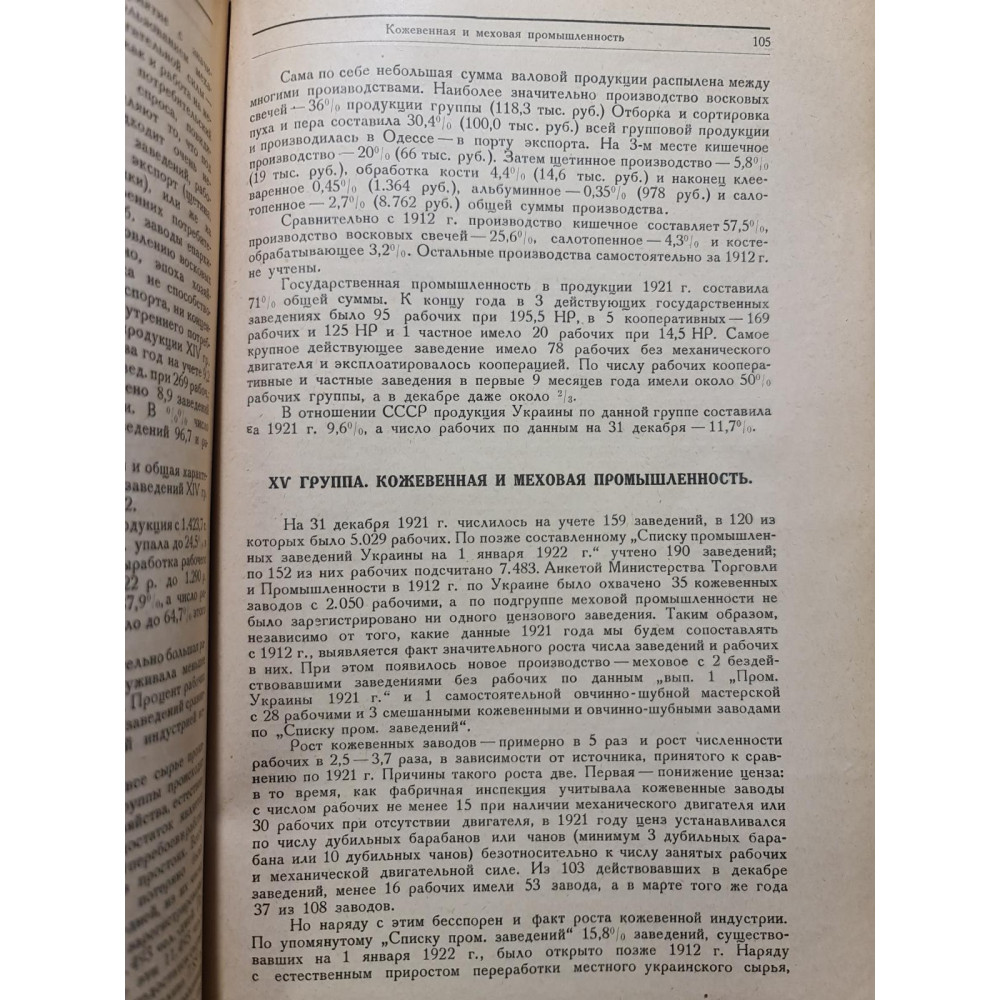 Кожевенная и меховая промышленность 105
Сама по себе небольшая сумма валовой продукции распылена между
многими производствами. Наиболее значительно производство восковых
свечей — 36% продукции группы (118,3 тыс. руб.) Отборка и сортировка
пуха и пера составила 30,4% (100,0 тыс. руб.) всей групповой продукции
и производилась в Одессе — в порту экспорта. На 3-м месте кишечное
производство — 20% (66 тыс. руб.). Затем щетинное производство — 5,8%
(19 тыс. руб.), обработка кости 4,4% (14,6 тыс. руб.) и наконец клее-
варенное 0,45% (1.364 руб.), альбуминное — 0,35% (978 руб.) и сало-
топенное — 2,7% (8.762 руб.) общей суммы производства.
Сравнительно с 1912 г. производство кишечное составляет 57,5%,
производство восковых свечей — 25,6%, салотопенное — 4,3% и косте-
обрабатывающее 3,2%. Остальные производства самостоятельно за 1912 г.
не учтены.
Государственная промышленность в продукции 1921 г. составила
71% общей суммы. К концу года в 3 действующих государственных
заведениях было 95 рабочих при 195,5 HP, в 5 кооперативных — 169
рабочих и 125 HP и 1 частное имело 20 рабочих при 14,5 HP. Самое
крупное действующее заведение имело 78 рабочих без механического
двигателя и эксплоатировалось кооперацией. По числу рабочих коопера-
тивные и частные заведения в первые 9 месяцев года имели около 50%
рабочих группы, а в декабре даже около ²/₃.
В отношении СССР продукция Украины по данной группе составила
за 1921 г. 9,6%, а число рабочих по данным на 31 декабря — 11,7%.
XV ГРУППА. КОЖЕВЕННАЯ И МЕХОВАЯ ПРОМЫШЛЕННОСТЬ.
На 31 декабря 1921 г. числилось на учете 159 заведений, в 120 из
которых было 5.029 рабочих. По позже составленному „Списку промышлен-
ных заведений Украины на 1 января 1922 г.“ учтено 190 заведений;
по 152 из них рабочих подсчитано 7.483. Анкетой Министерства Торговли
и Промышленности в 1912 г. по Украине было охвачено 35 кожевенных
заводов с 2.050 рабочими, а по подгруппе меховой промышленности не
было зарэгистрировано ни одного цензового заведения. Таким образом,
независимо от того, какие данные 1921 года мы будем сопоставлять
с 1912 г., выявляется факт значительного роста числа заведений и рабочих
в них. При этом появилось новое производство — меховое с 2 бездей-
ствовавшими заведениями без рабочих по данным „вып. 1 „Пром.
Украины 1921 г.“ и 1 самостоятельной овчинно-шубной мастерской
с 28 рабочими и 3 смешанными кожевенными и овчинно-шубными заводами
по „Списку пром. заведений“.
Рост кожевенных заводов — примерно в 5 раз и рост численности
рабочих в 2,5 — 3,7 раза, в зависимости от источника, принятого к срав-
нению по 1921 г. Причины такого роста две. Первая — понижение ценза:
в то время, как фабричная инспекция учитывала кожевенные заводы
с числом рабочих не менее 15 при наличии механического двигателя или
30 рабочих при отсутствии двигателя, в 1921 году ценз устанавливался
по числу дубильных барабанов или чанов (минимум 3 дубильных бара-
бана или 10 дубильных чанов) безотносительно к числу занятых рабочих
и механической двигательной силе. Из 103 действовавших в декабре
заведений, менее 16 рабочих имели 53 завода, а в марте того же года
37 из 108 заводов.
Но наряду с этим бесспорен и факт роста кожевенной индустрии.
По упомянутому „Списку пром. заведений“ 15,8% заведений, существо-
вавших на 1 января 1922 г., было открыто позже 1912 г. Наряду
с естественным приростом переработки местного украинского сырья,